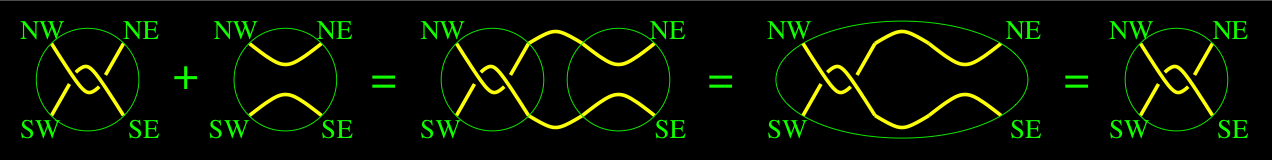 NW NE NW NE NW NE NW NE NW NE
+ = = =
SW SE SW SE SW SE SW SE SW SE